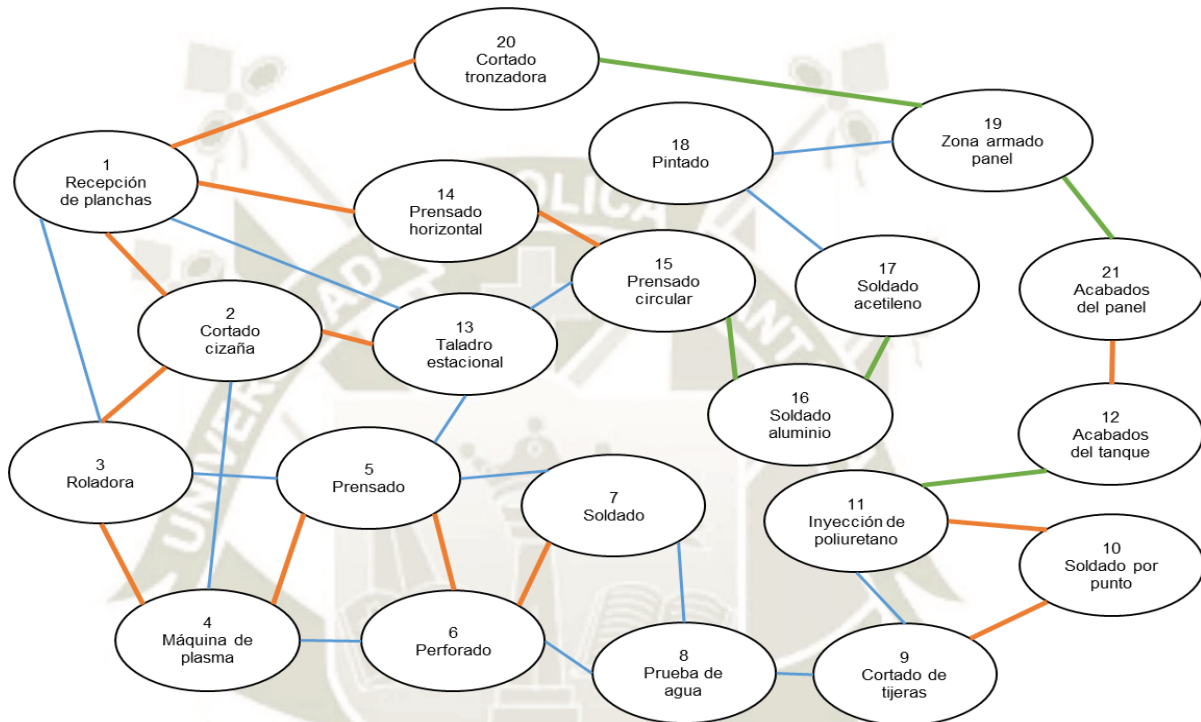 20
Cortado
tronzadora
19
Zona armado
panel
18
Pintado
1
Recepción
de planchas
14
Prensado
horizontal
15
Prensado
circular
17
Soldado
acetileno
21
Acabados
del panel
2
Cortado
cizaña
13
Taladro
estacional
16
Soldado
aluminio
12
Acabados
del tanque
3
Roladora
5
Prensado
7
Soldado
11
Inyección de
poliuretano
10
Soldado por
punto
4
Máquina de
plasma
6
Perforado
8
Prueba de
agua
9
Cortado de
tijeras